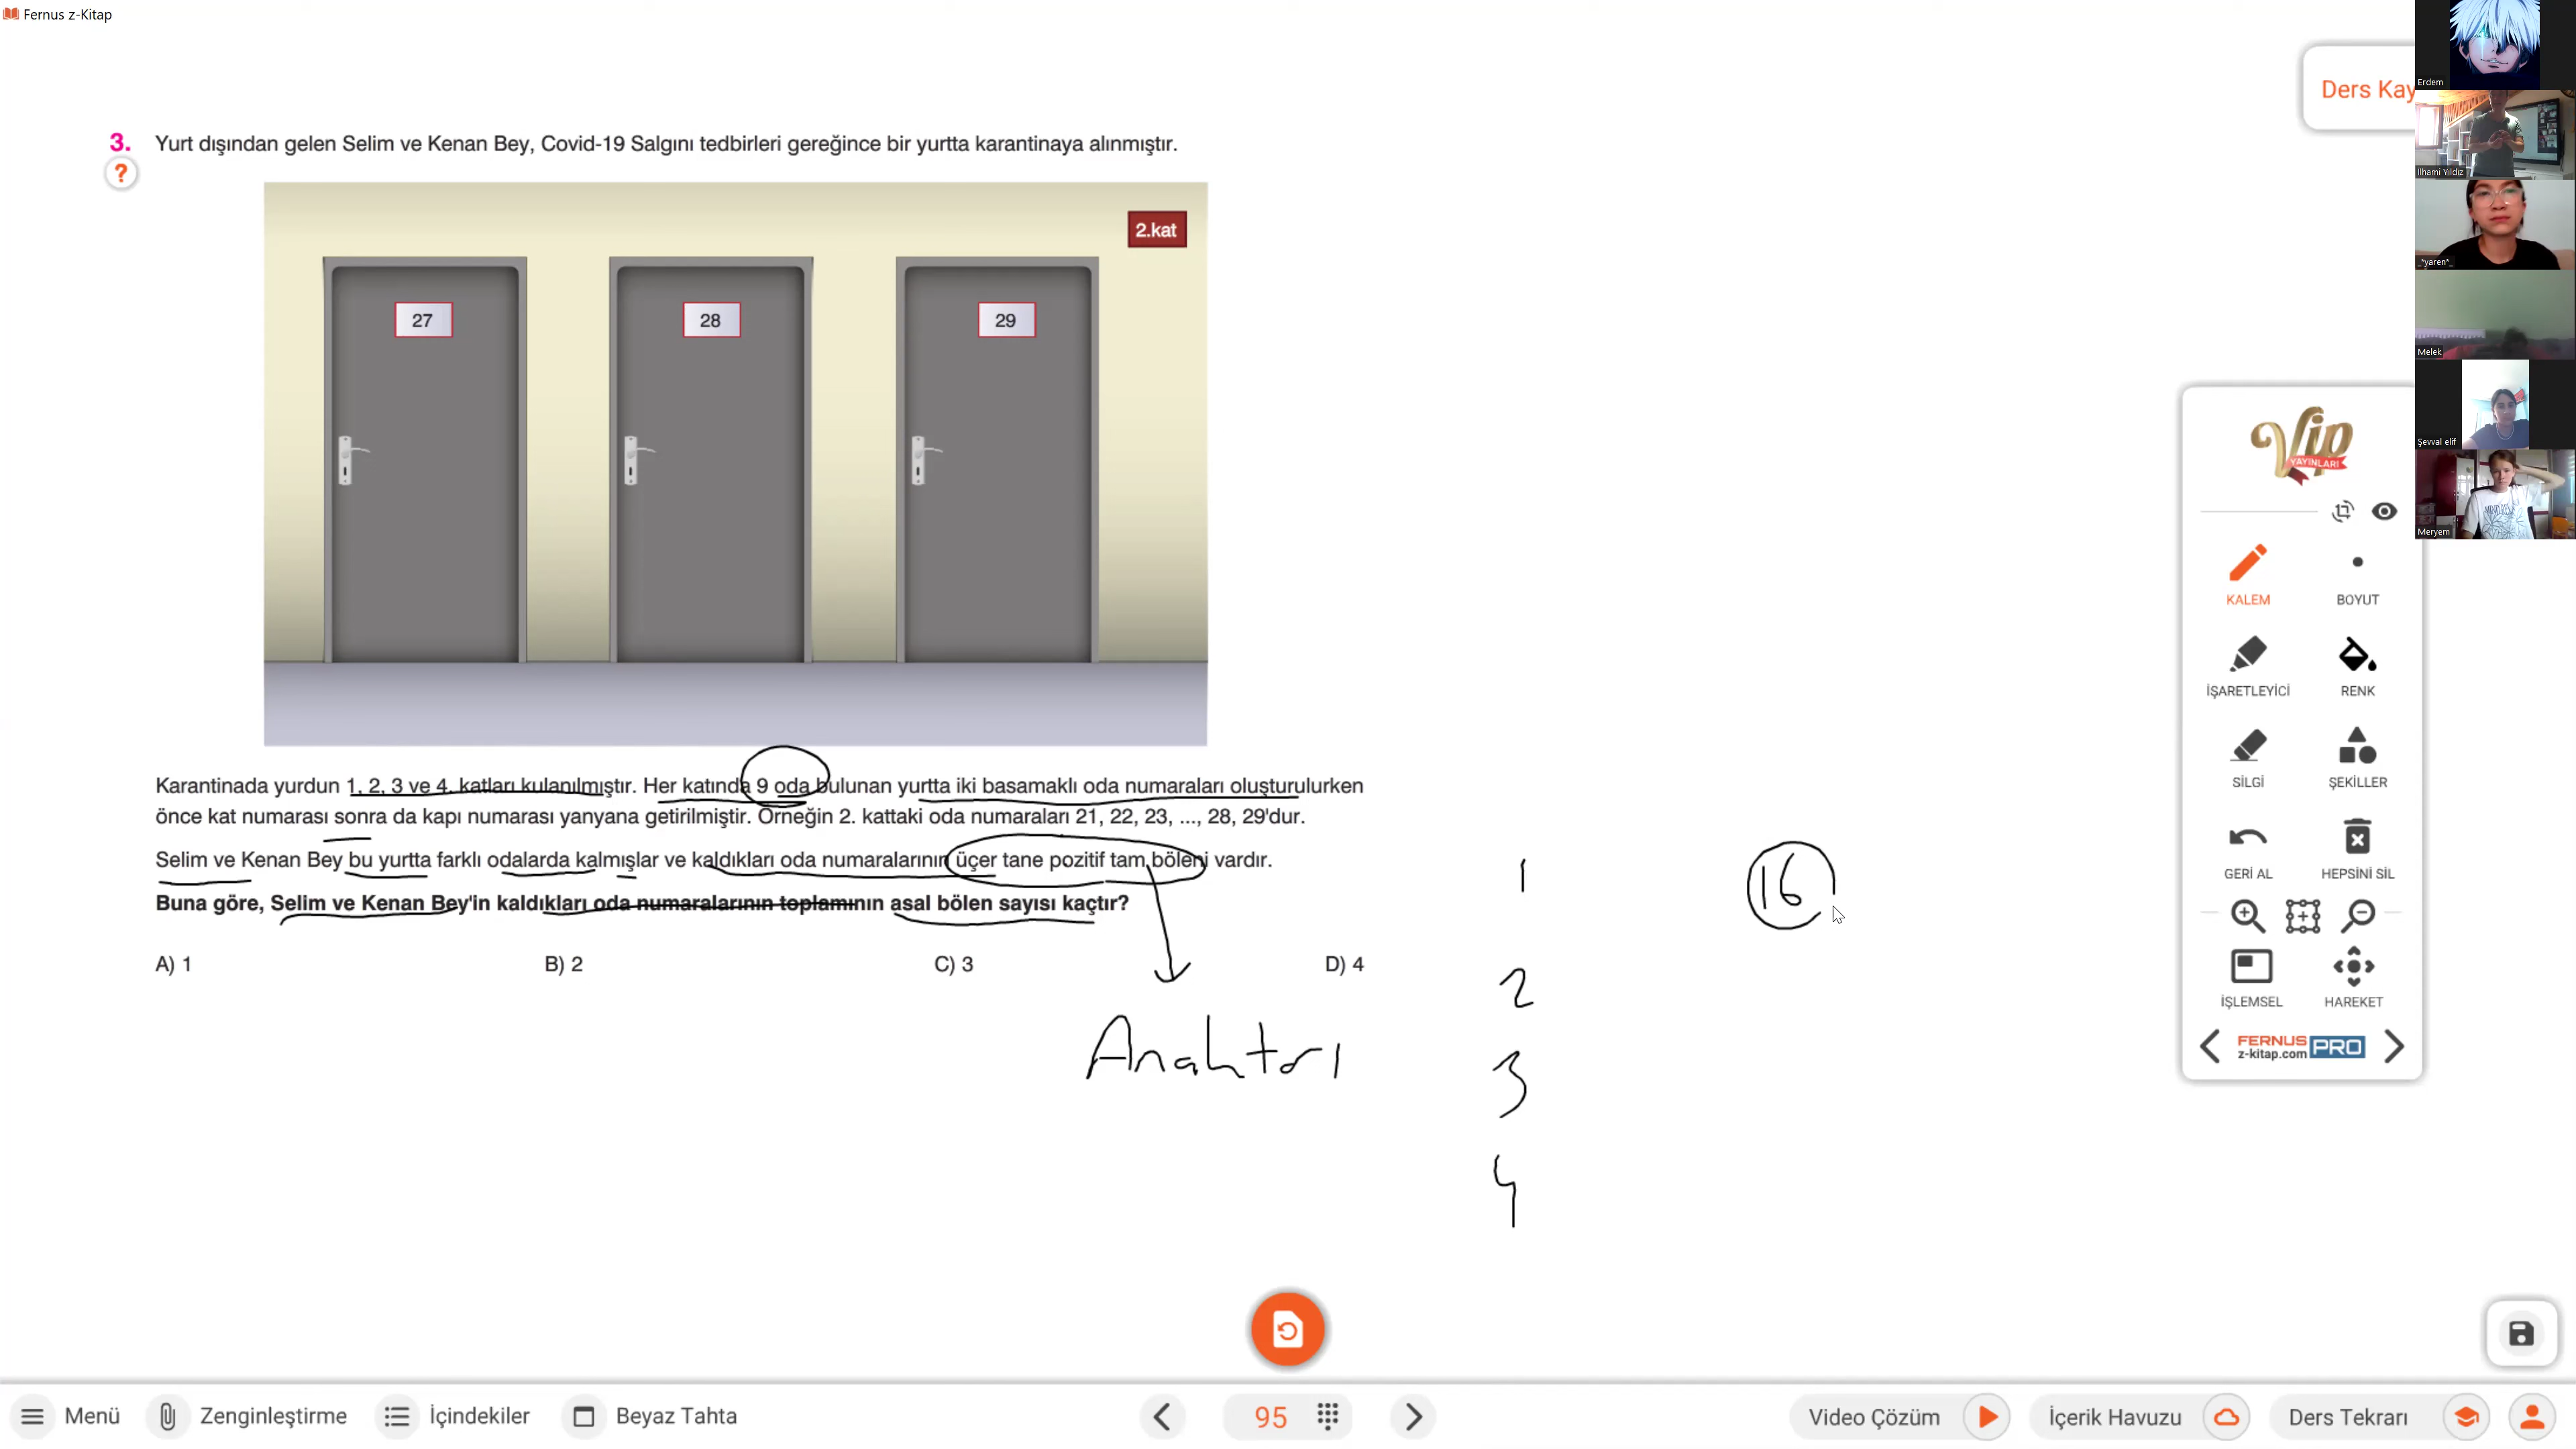 Fernus z-Kitap
Ders Kay
3. Yurt dışından gelen Selim ve Kenan Bey, Covid-19 Salgını tedbirleri gereğince bir yurtta karantinaya alınmıştır.
?
2.kat
27 28 29
Karantinada yurdun 1, 2, 3 ve 4. katları kulanılmıştır. Her katında 9 oda bulunan yurtta iki basamaklı oda numaraları oluşturulurken
önce kat numarası sonra da kapı numarası yanyana getirilmiştir. Örneğin 2. kattaki oda numaraları 21, 22, 23, ..., 28, 29'dur.
Selim ve Kenan Bey bu yurtta farklı odalarda kalmışlar ve kaldıkları oda numaralarının üçer tane pozitif tam böleni vardır.
Buna göre, Selim ve Kenan Bey'in kaldıkları oda numaralarının toplamının asal bölen sayısı kaçtır?
A) 1 B) 2 C) 3 D) 4
Anahtarı
1
2
3
4
16
Erdem
İlhami Yıldız
_*yaren*_
Melek
Şevval elif
Meryem
Vip
YAYINLARI
KALEM BOYUT
İŞARETLEYİCİ RENK
SİLGİ ŞEKİLLER
GERİ AL HEPSİNİ SİL
İŞLEMSEL HAREKET
FERNUS PRO
z-kitap.com
Menü Zenginleştirme İçindekiler Beyaz Tahta 95 Video Çözüm İçerik Havuzu Ders Tekrarı